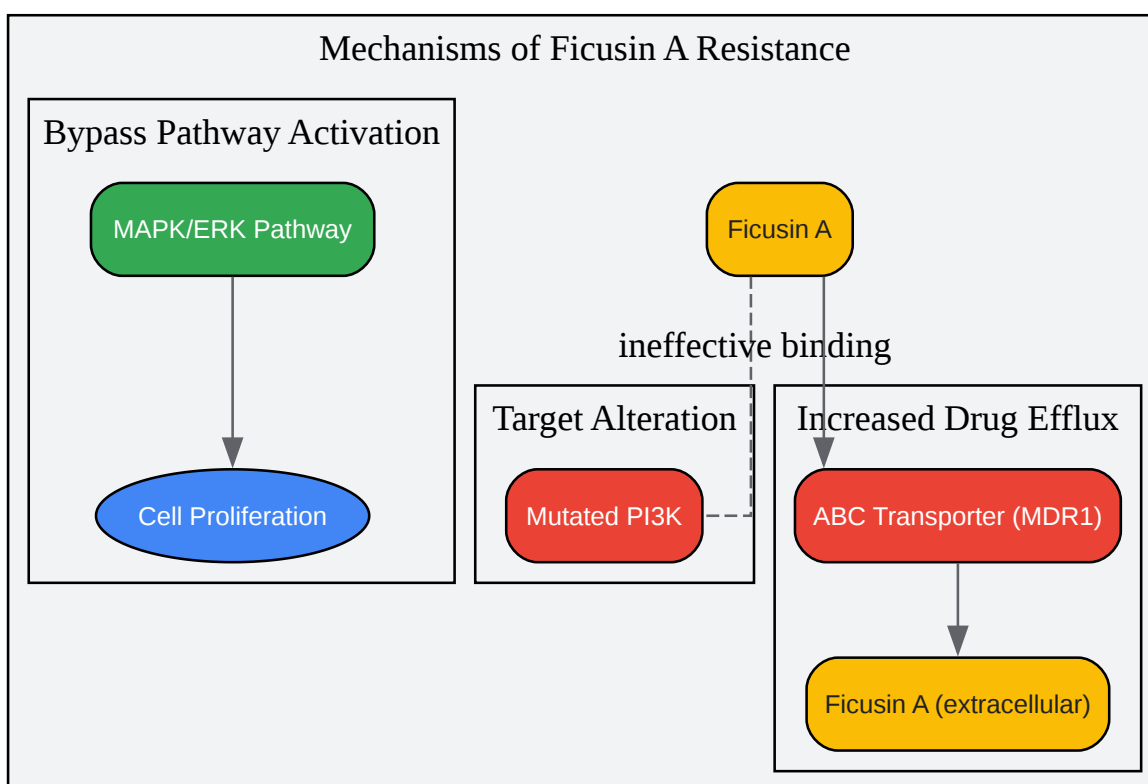 Mechanisms of Ficusin A Resistance
Bypass Pathway Activation
MAPK/ERK Pathway
Cell Proliferation
Ficusin A
ineffective binding
Target Alteration
Mutated PI3K
Increased Drug Efflux
ABC Transporter (MDR1)
Ficusin A (extracellular)